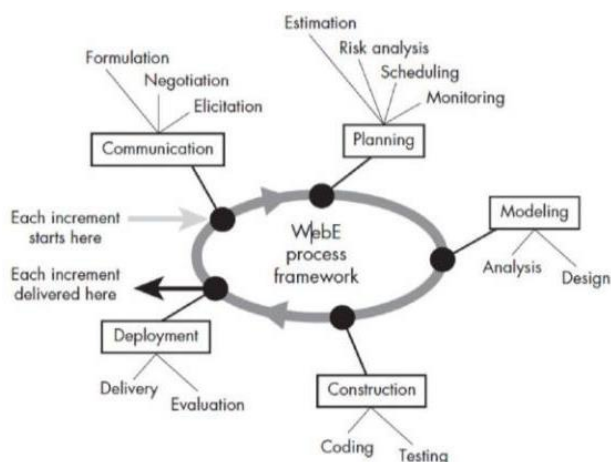 Estimation
Risk analysis
Scheduling
Monitoring
Planning
Formulation
Negotiation
Elicitation
Communication
Each increment
starts here
WebE
process
framework
Modeling
Analysis
Design
Each increment
delivered here
Deployment
Delivery
Evaluation
Construction
Coding
Testing